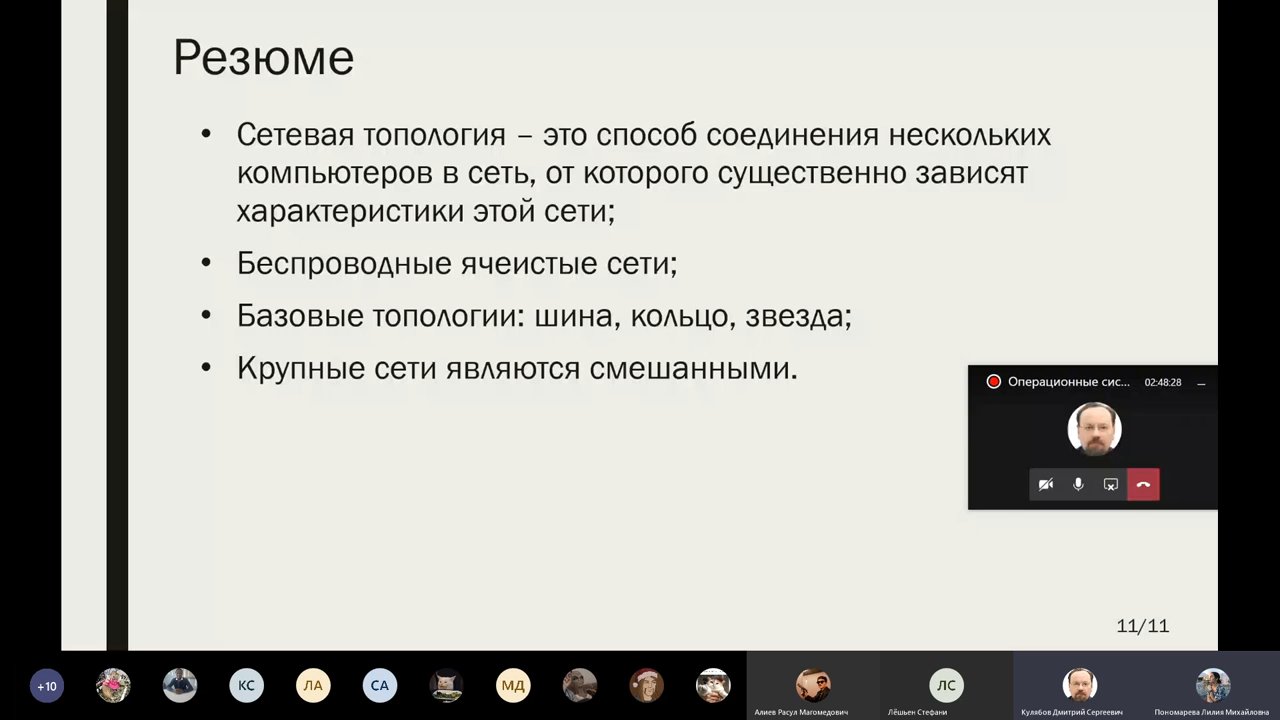 Резюме
• Сетевая топология – это способ соединения нескольких
компьютеров в сеть, от которого существенно зависят
характеристики этой сети;
• Беспроводные ячеистые сети;
• Базовые топологии: шина, кольцо, звезда;
• Крупные сети являются смешанными.
Операционные сис... 02:48:28
11/11
+10 КС ЛА СА МД ЛС
Алиев Расул Магомедович Лёшьен Стефани Кулябов Дмитрий Сергеевич Пономарева Лилия Михайловна